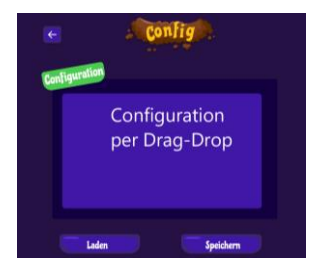 Config
Configuration
Configuration
per Drag-Drop
Laden
Speichern